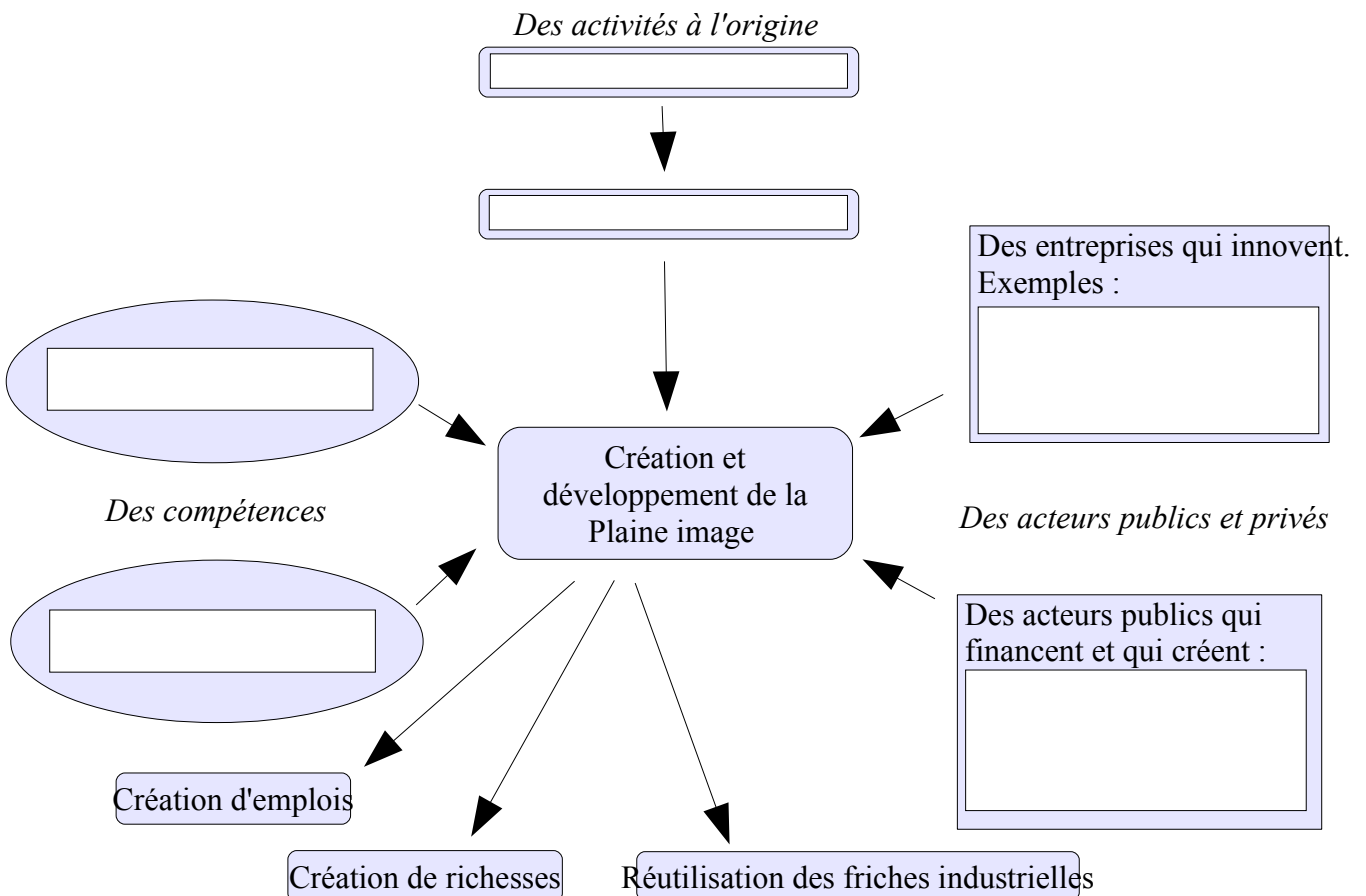 Des activités à l'origine
Des entreprises qui innovent.
Exemples :
Création et
développement de la
Plaine image
Des compétences
Des acteurs publics et privés
Des acteurs publics qui
financent et qui créent :
Création d'emplois
Création de richesses
Réutilisation des friches industrielles